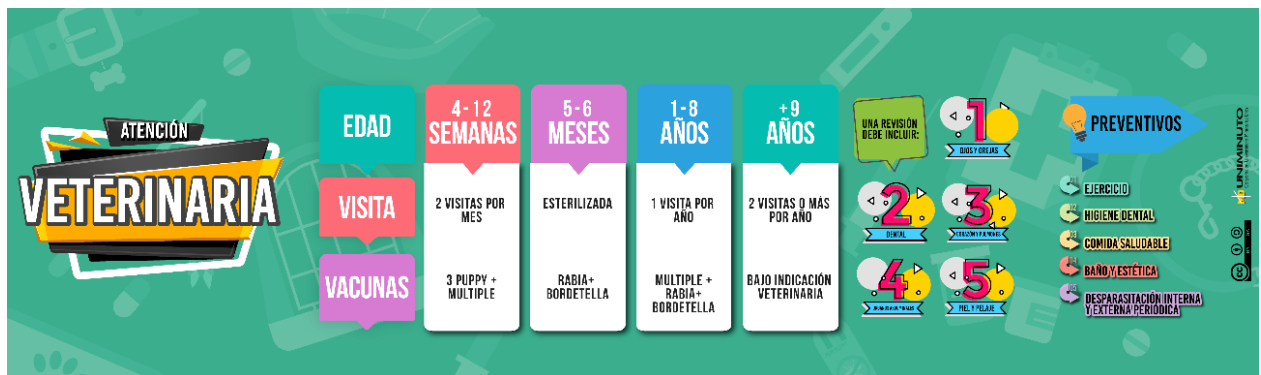 ATENCIÓN
VETERINARIA
EDAD
VISITA
VACUNAS
4-12
SEMANAS
2 VISITAS POR
MES
3 PUPPY +
MULTIPLE
5-6
MESES
ESTERILIZADA
RABIA+
BORDETELLA
1-8
AÑOS
1 VISITA POR
AÑO
MULTIPLE +
RABIA+
BORDETELLA
+9
AÑOS
2 VISITAS O MÁS
POR AÑO
BAJO INDICACIÓN
VETERINARIA
UNA REVISIÓN
DEBE INCLUIR:
1
OJOS Y OREJAS
2
DENTAL
3
CORAZÓN Y PULMONES
4
5
PIEL Y PELAJE
PREVENTIVOS
EJERCICIO
HIGIENE DENTAL
COMIDA SALUDABLE
BAÑO Y ESTÉTICA
DESPARASITACIÓN INTERNA
Y EXTERNA PERIÓDICA
UNIMINUTO
cc